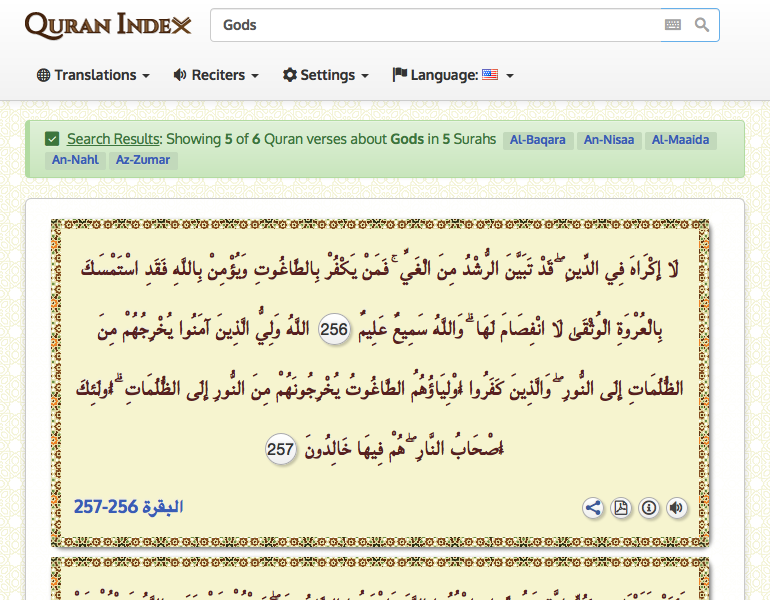 QURAN INDEX
Gods
Translations Reciters Settings Language:
Search Results: Showing 5 of 6 Quran verses about Gods in 5 Surahs Al-Baqara An-Nisaa Al-Maaida
An-Nahl Az-Zumar
لَا إِكْرَاهَ فِي الدِّينِ ۖ قَدْ تَبَيَّنَ الرُّشْدُ مِنَ الْغَيِّ ۚ فَمَنْ يَكْفُرْ بِالطَّاغُوتِ وَيُؤْمِنْ بِاللَّهِ فَقَدِ اسْتَمْسَكَ
بِالْعُرْوَةِ الْوُثْقَىٰ لَا انْفِصَامَ لَهَا ۗ وَاللَّهُ سَمِيعٌ عَلِيمٌ 256 اللَّهُ وَلِيُّ الَّذِينَ آمَنُوا يُخْرِجُهُمْ مِنَ
الظُّلُمَاتِ إِلَى النُّورِ ۖ وَالَّذِينَ كَفَرُوا أَوْلِيَاؤُهُمُ الطَّاغُوتُ يُخْرِجُونَهُمْ مِنَ النُّورِ إِلَى الظُّلُمَاتِ ۗ أُولَٰئِكَ
أَصْحَابُ النَّارِ ۖ هُمْ فِيهَا خَالِدُونَ 257
البقرة 256-257